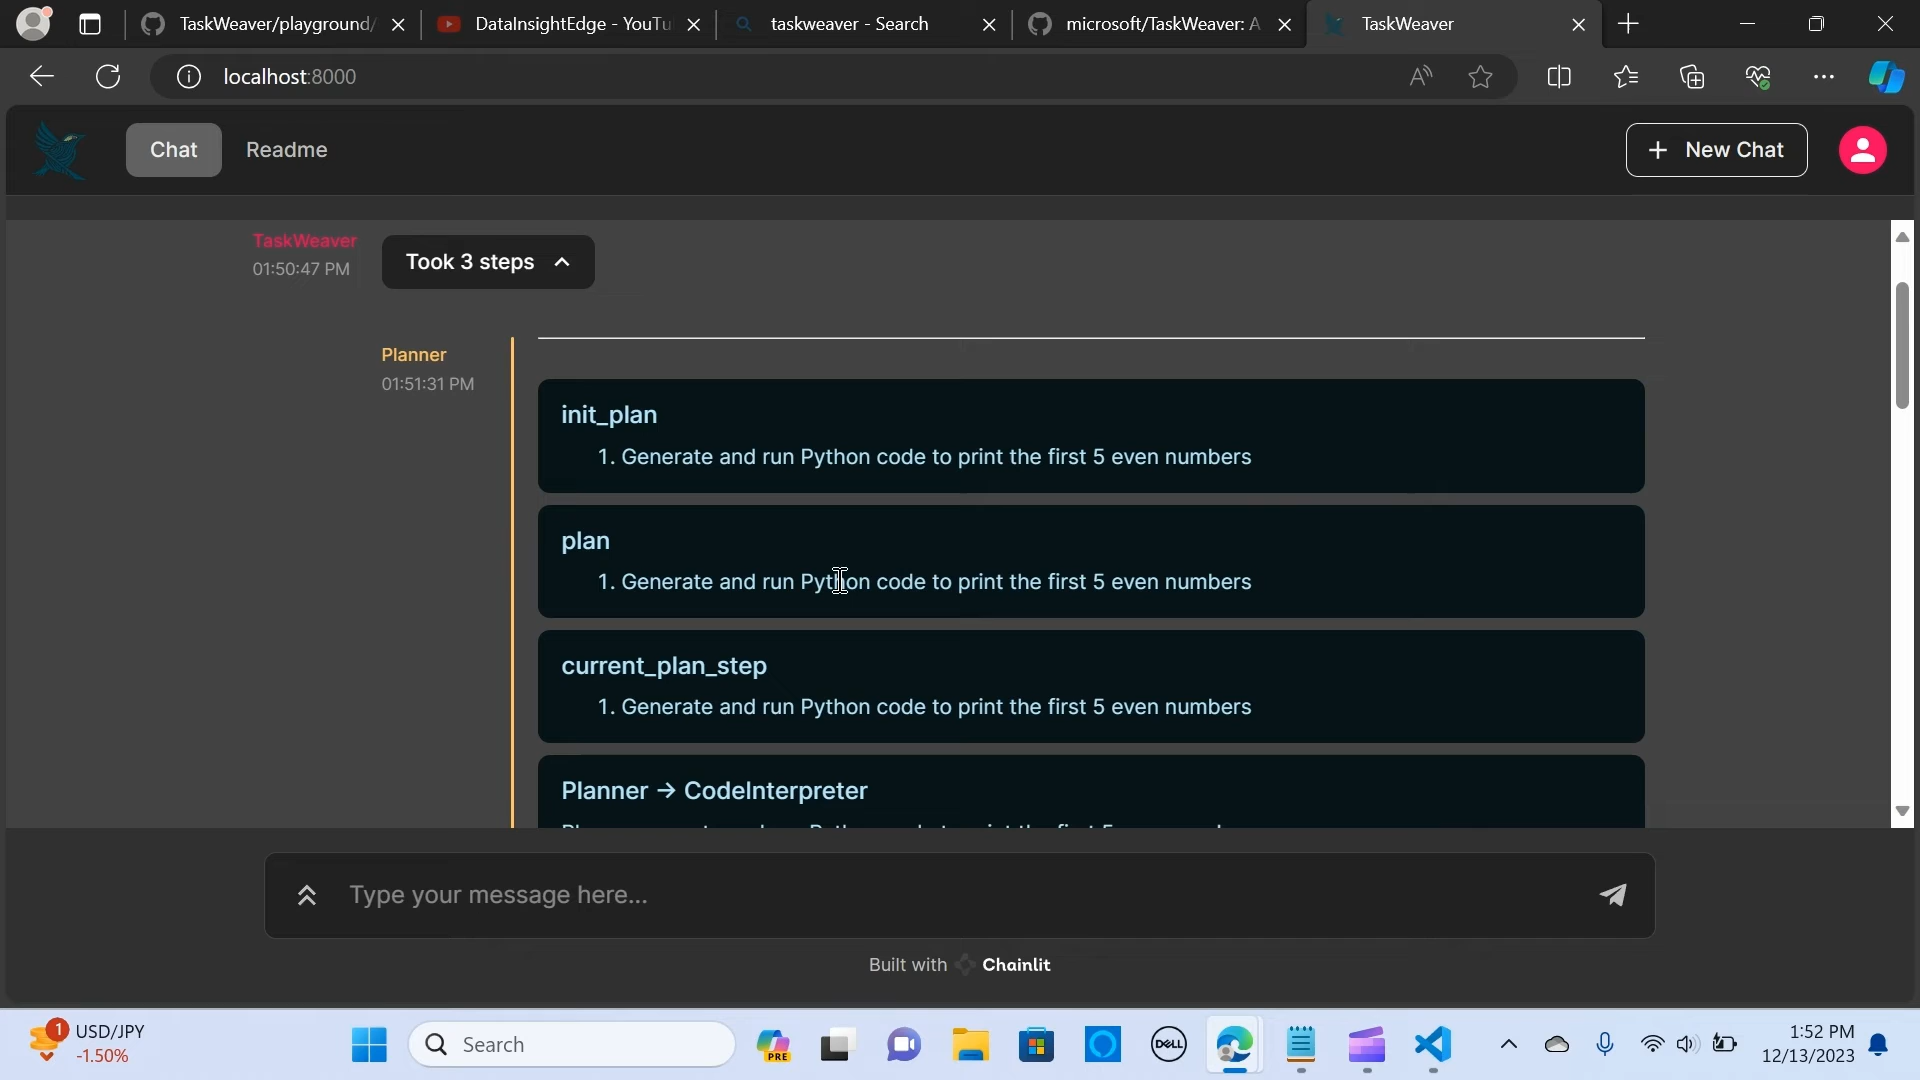 TaskWeaver/playground/
DataInsightEdge - YouTu
taskweaver - Search
microsoft/TaskWeaver: A
TaskWeaver
localhost:8000
Chat
Readme
New Chat
TaskWeaver
01:50:47 PM
Took 3 steps
Planner
01:51:31 PM
init_plan
1. Generate and run Python code to print the first 5 even numbers
plan
1. Generate and run Python code to print the first 5 even numbers
current_plan_step
1. Generate and run Python code to print the first 5 even numbers
Planner → CodeInterpreter
Type your message here...
Built with Chainlit
1
USD/JPY
-1.50%
Search
PRE
DELL
1:52 PM
12/13/2023